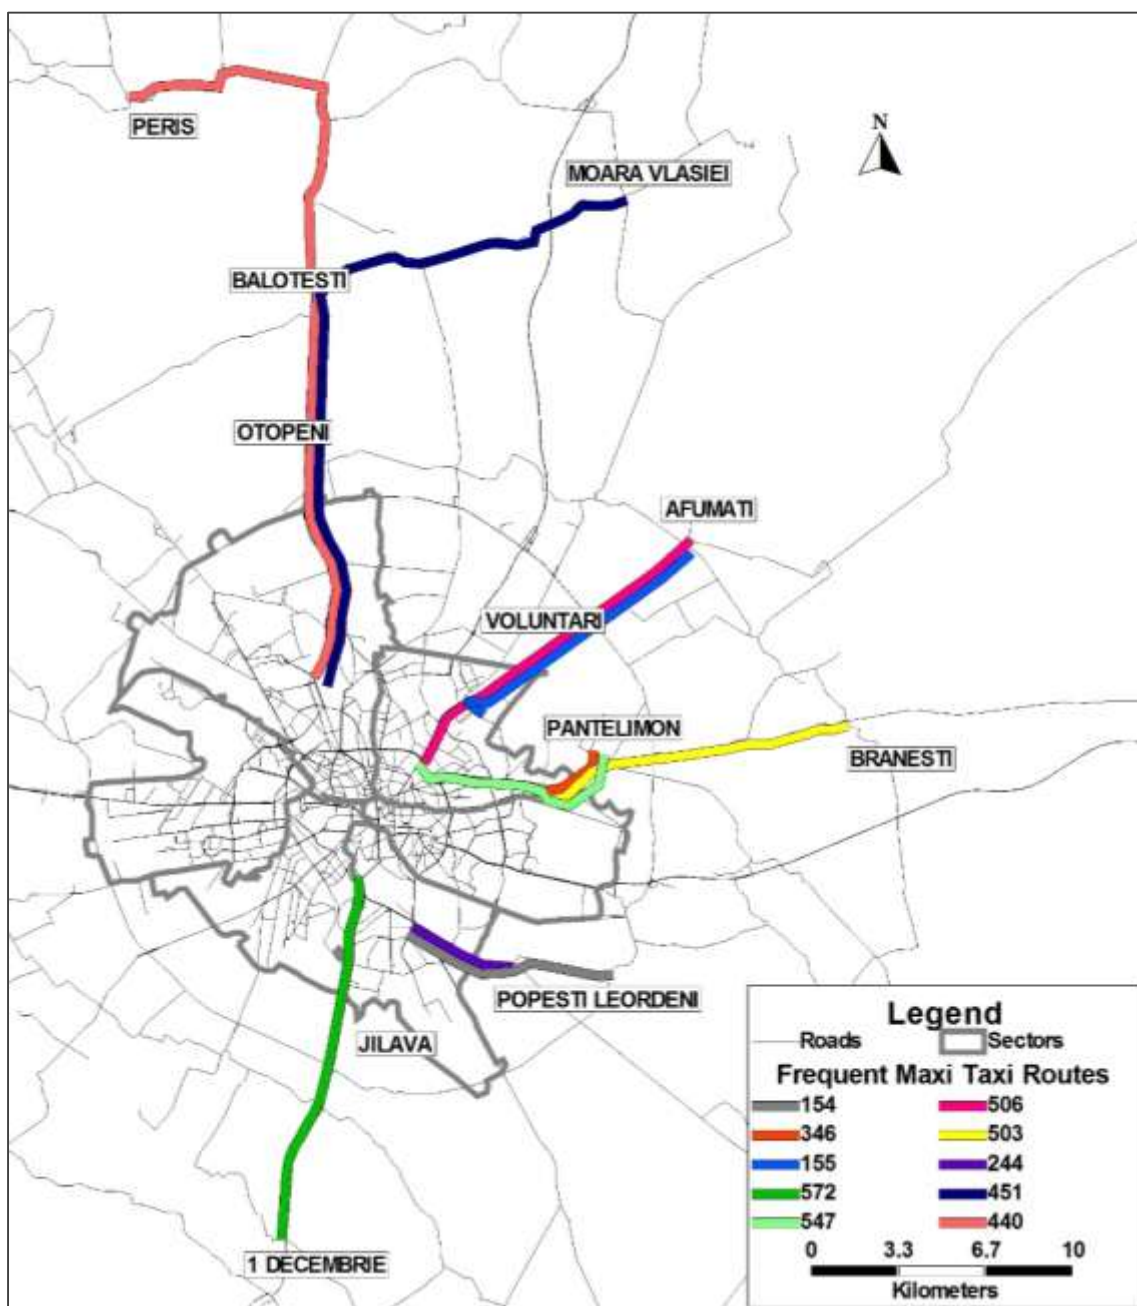 PERIS
N
MOARA VLASIEI
BALOTESTI
OTOPENI
AFUMATI
VOLUNTARI
PANTELIMON
BRANESTI
POPESTI LEORDENI
JILAVA
1 DECEMBRIE
Legend
Roads Sectors
Frequent Maxi Taxi Routes
154 506
346 503
155 244
572 451
547 440
0 3.3 6.7 10
Kilometers